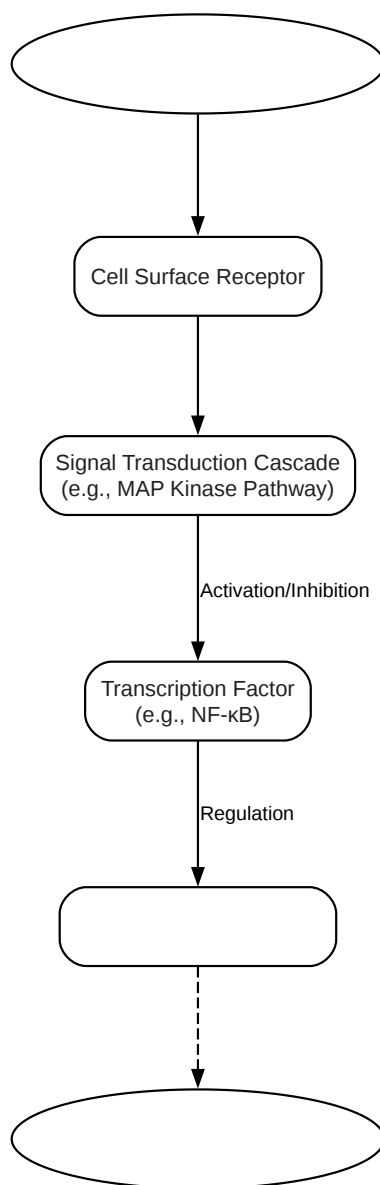 Cell Surface Receptor
Signal Transduction Cascade
(e.g., MAP Kinase Pathway)
Activation/Inhibition
Transcription Factor
(e.g., NF-κB)
Regulation